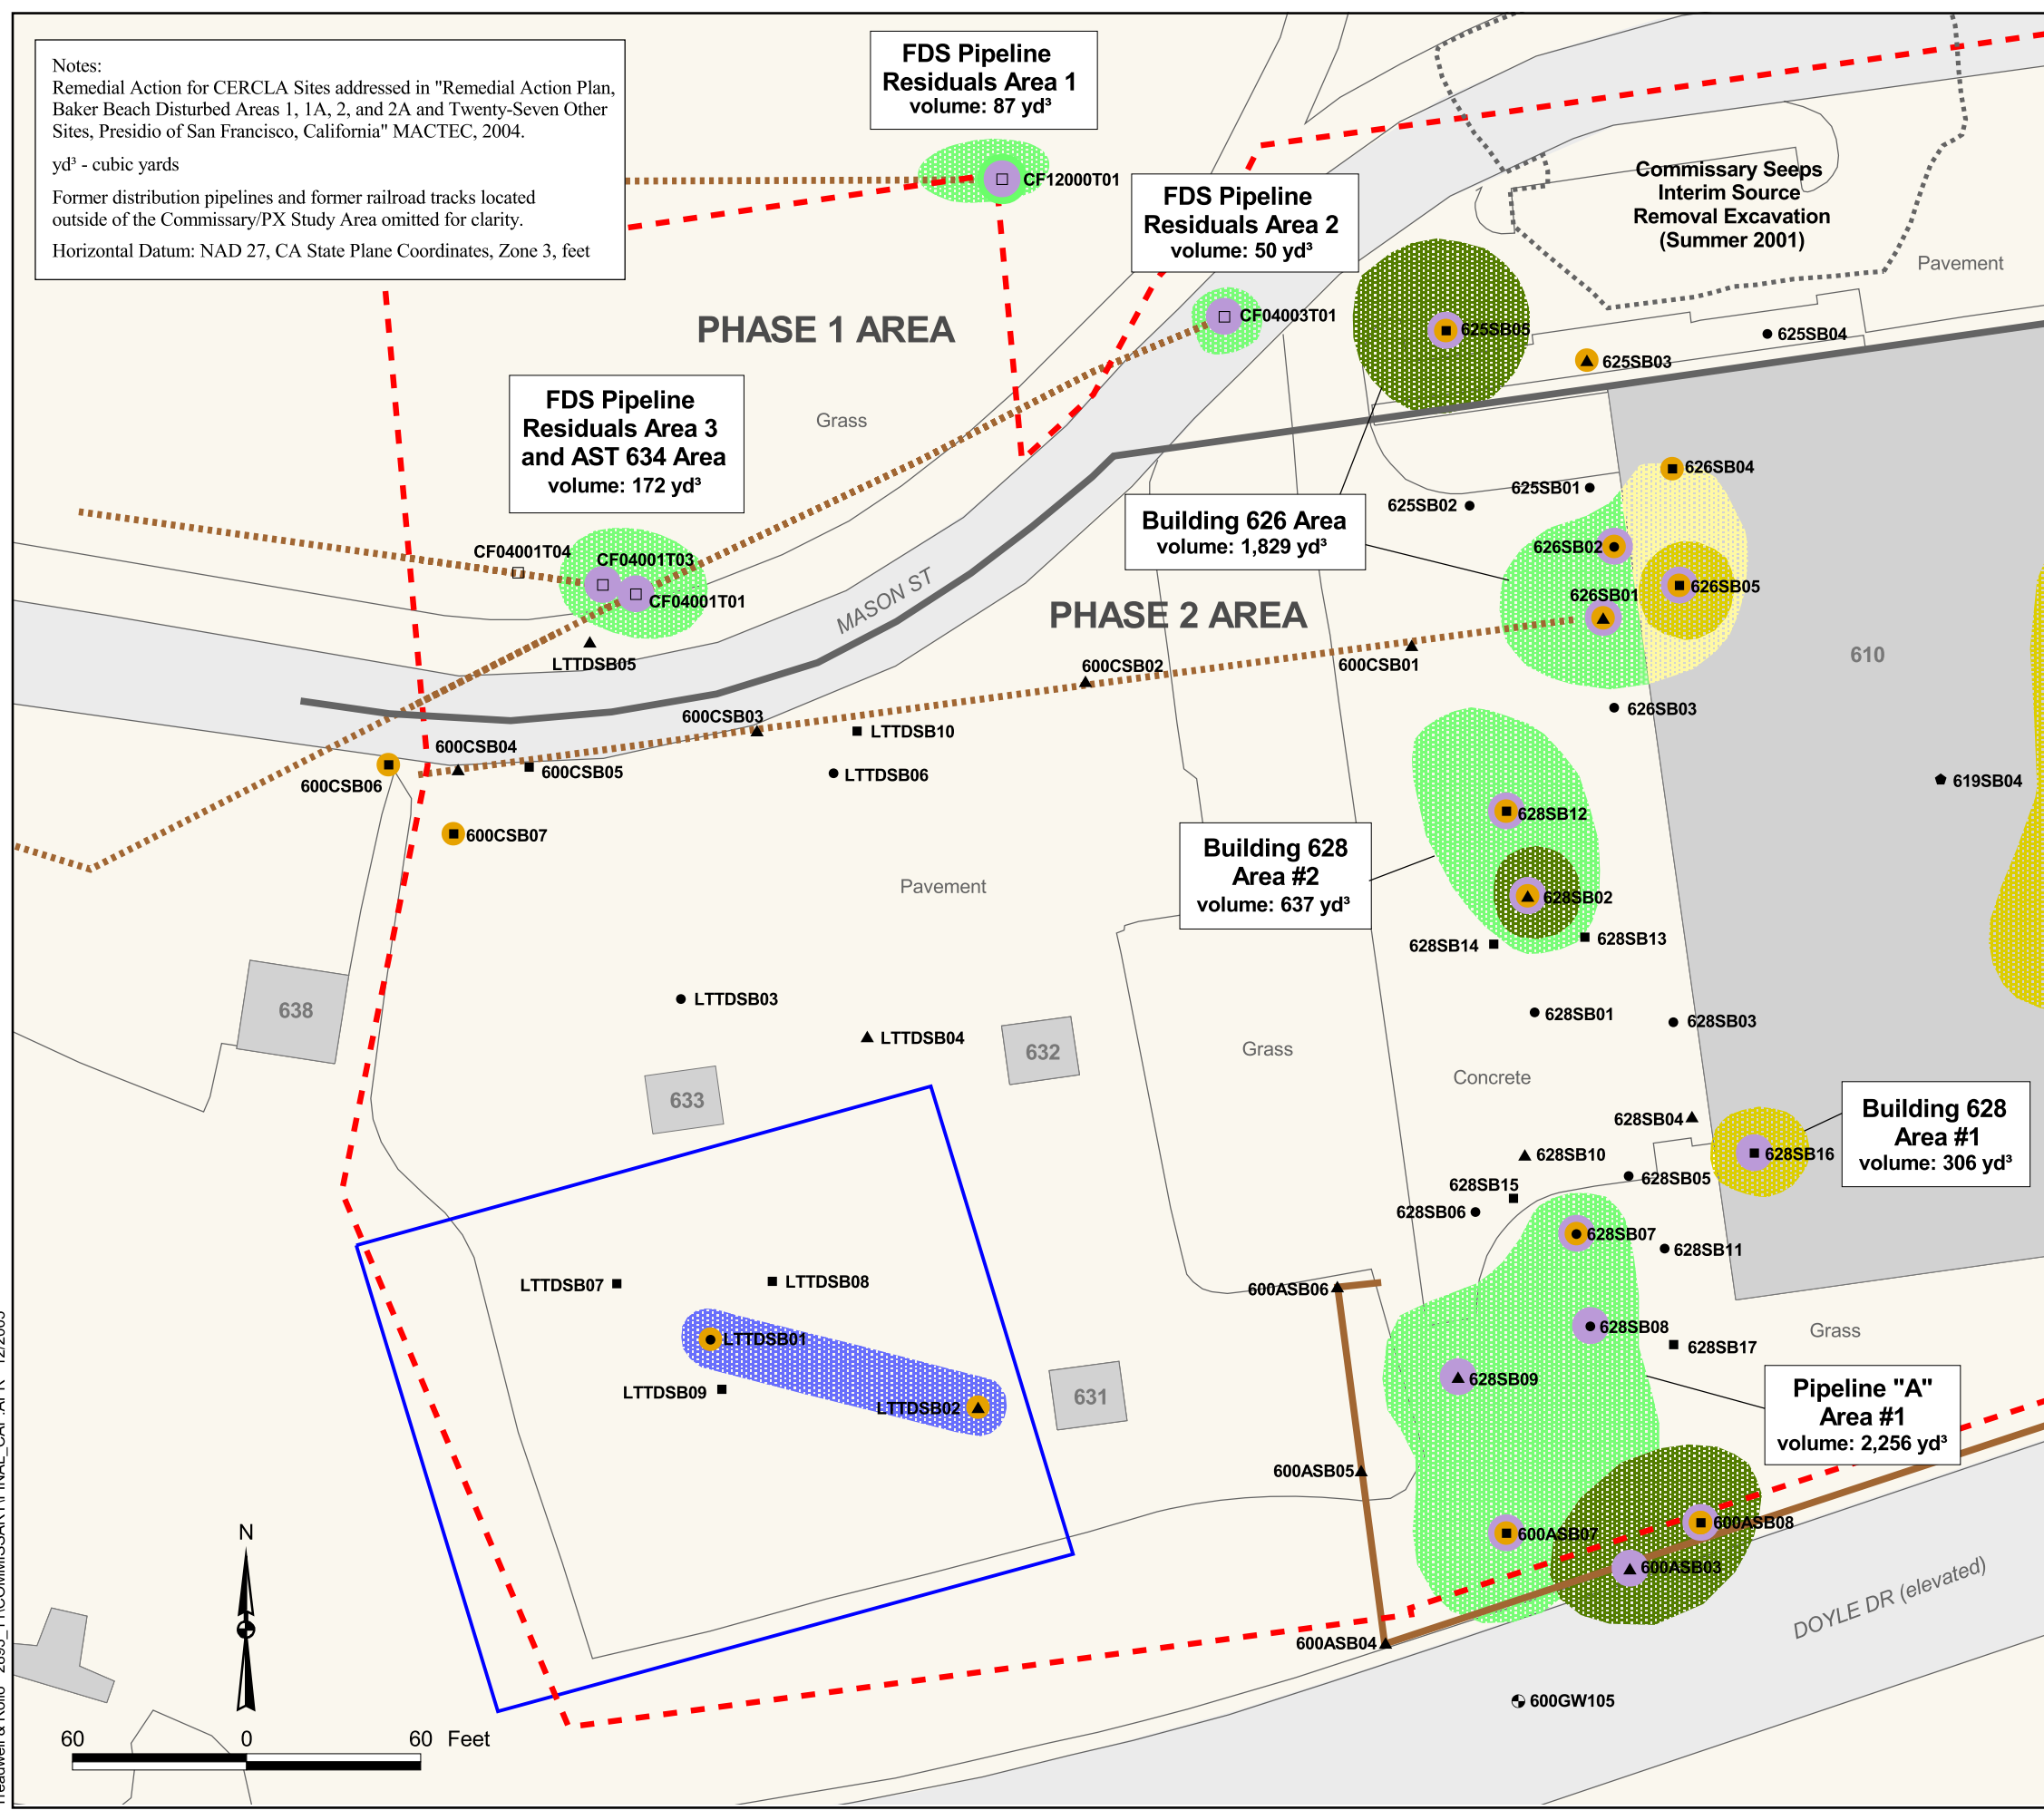 Notes:
Remedial Action for CERCLA Sites addressed in "Remedial Action Plan,
Baker Beach Disturbed Areas 1, 1A, 2, and 2A and Twenty-Seven Other
Sites, Presidio of San Francisco, California" MACTEC, 2004.
yd³ - cubic yards
Former distribution pipelines and former railroad tracks located
outside of the Commissary/PX Study Area omitted for clarity.
Horizontal Datum: NAD 27, CA State Plane Coordinates, Zone 3, feet
FDS Pipeline
Residuals Area 1
volume: 87 yd³
CF12000T01
FDS Pipeline
Residuals Area 2
volume: 50 yd³
CF04003T01
Commissary Seeps
Interim Source
Removal Excavation
(Summer 2001)
Pavement
PHASE 1 AREA
625SB05
625SB04
625SB03
Grass
FDS Pipeline
Residuals Area 3
and AST 634 Area
volume: 172 yd³
626SB04
625SB01
625SB02
Building 626 Area
volume: 1,829 yd³
626SB02
CF04001T04
CF04001T03
CF04001T01
626SB05
626SB01
MASON ST
PHASE 2 AREA
LTTDSB05
600CSB02
600CSB01
610
626SB03
600CSB03
LTTDSB10
600CSB04
600CSB05
LTTDSB06
600CSB06
619SB04
600CSB07
628SB12
Building 628
Area #2
volume: 637 yd³
Pavement
628SB02
628SB14
628SB13
638
LTTDSB03
628SB01
628SB03
LTTDSB04
632
Grass
Concrete
633
628SB04
Building 628
Area #1
volume: 306 yd³
628SB16
628SB10
628SB05
628SB15
628SB06
628SB07
628SB11
LTTDSB07
LTTDSB08
600ASB06
LTTDSB01
628SB08
Grass
628SB17
628SB09
LTTDSB09
LTTDSB02
631
Pipeline "A"
Area #1
volume: 2,256 yd³
600ASB05
600ASB07
600ASB08
600ASB03
DOYLE DR (elevated)
600ASB04
600GW105
N
60 0 60 Feet